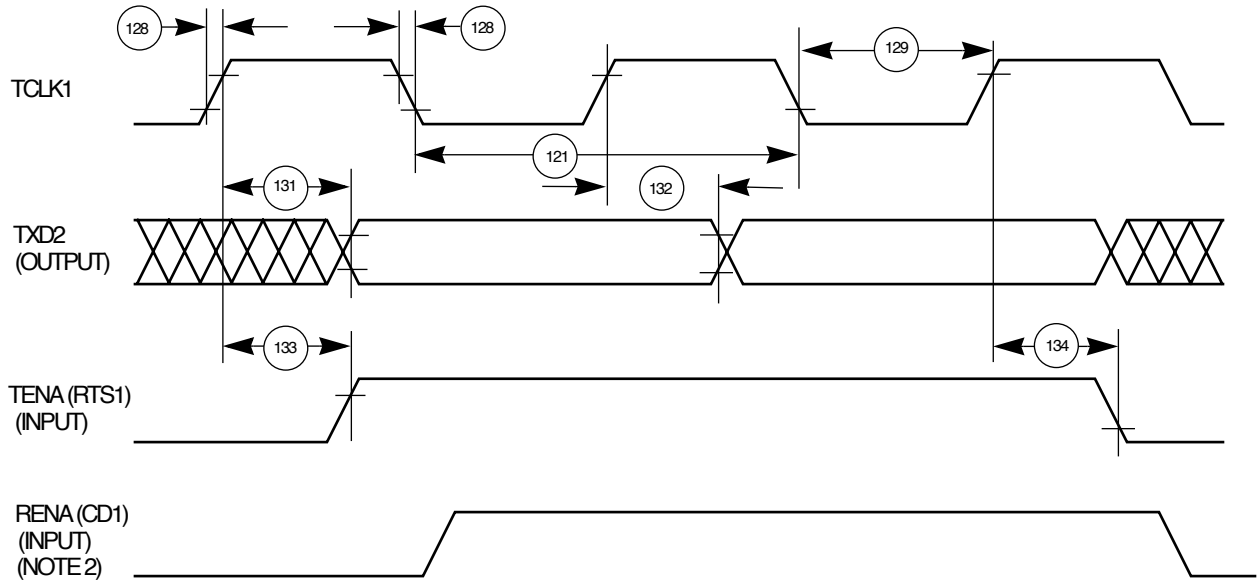 128
128
129
TCLK1
121
131
132
TXD2
(OUTPUT)
133
134
TENA (RTS1)
(INPUT)
RENA (CD1)
(INPUT)
(NOTE 2)